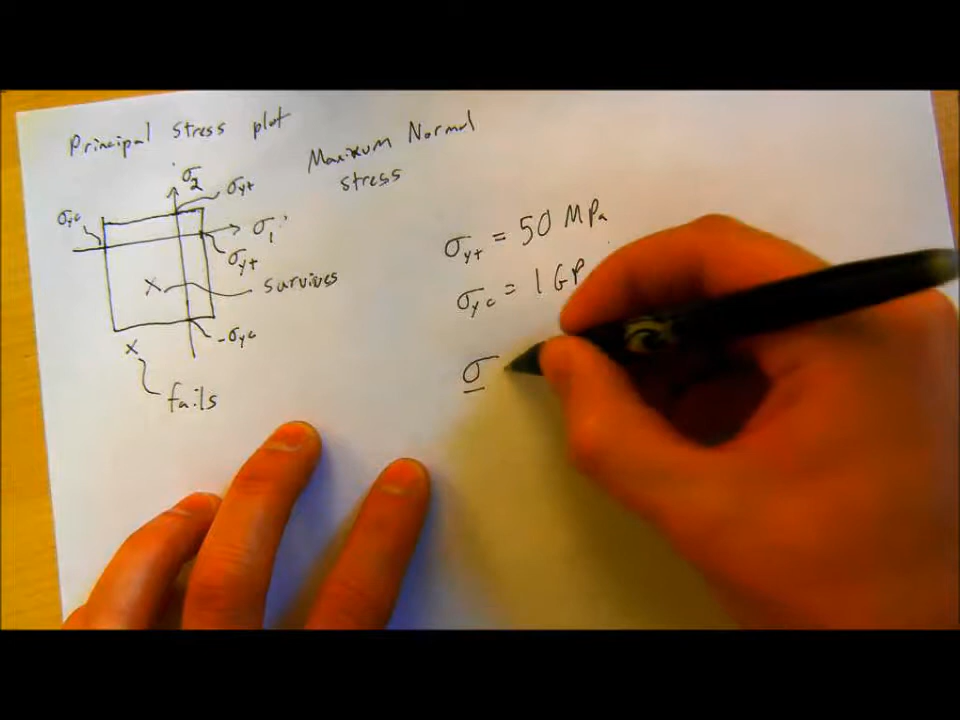 Principal stress plot
Maximum Normal
stress
σ₂
σyt
σyc
σ₁
σyt
survives
-σyc
x
x
fails
σyt = 50 MPa
σyc = 1 GP
σ